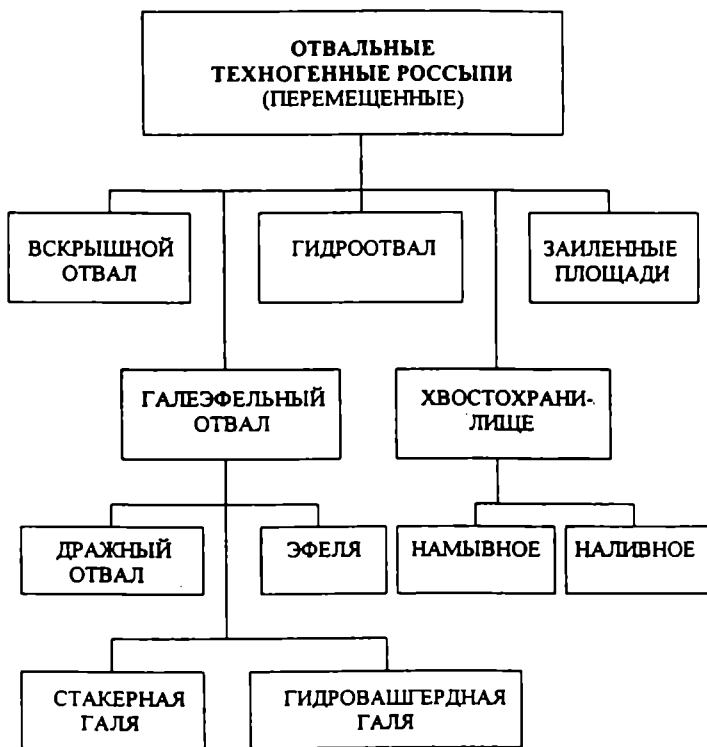 ОТВАЛЬНЫЕ
ТЕХНОГЕННЫЕ РОССЫПИ
(ПЕРЕМЕЩЕННЫЕ)
ВСКРЫШНОЙ
ОТВАЛ
ГИДРООТВАЛ
ЗАИЛЕННЫЕ
ПЛОЩАДИ
ГАЛЕЭФЕЛЬНЫЙ
ОТВАЛ
ХВОСТОХРАНИ-
ЛИЩЕ
ДРАЖНЫЙ
ОТВАЛ
ЭФЕЛЯ
НАМЫВНОЕ
НАЛИВНОЕ
СТАКЕРНАЯ
ГАЛЯ
ГИДРОВАШГЕРДНАЯ
ГАЛЯ